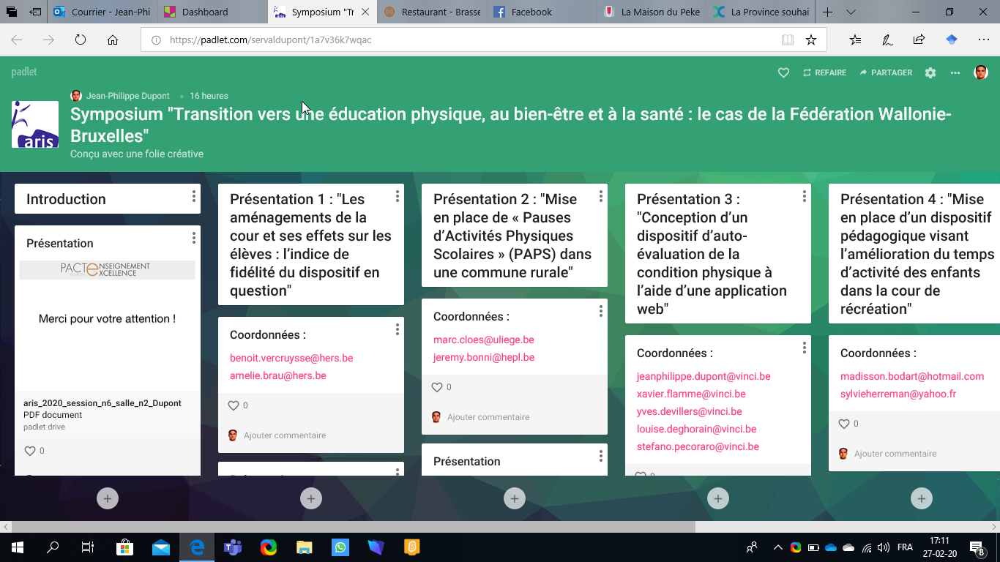 Courrier - Jean-Phi
Dashboard
Symposium "Tr
Restaurant - Brasse
Facebook
La Maison du Peke
La Province souhai
https://padlet.com/servaldupont/1a7v36k7wqac
padlet
REFAIRE
PARTAGER
Jean-Philippe Dupont • 16 heures
Symposium "Transition vers une éducation physique, au bien-être et à la santé : le cas de la Fédération Wallonie-
Bruxelles"
Conçu avec une folie créative
aris
Introduction
Présentation
PACTE NSEIGNEMENT
XCELLENCE
Merci pour votre attention !
aris_2020_session_n6_salle_n2_Dupont
PDF document
padlet drive
0
Présentation 1 : "Les
aménagements de la
cour et ses effets sur les
élèves : l’indice de
fidélité du dispositif en
question"
Coordonnées :
benoit.vercruysse@hers.be
amelie.brau@hers.be
0
Ajouter commentaire
Présentation 2 : "Mise
en place de « Pauses
d’Activités Physiques
Scolaires » (PAPS) dans
une commune rurale"
Coordonnées :
marc.cloes@uliege.be
jeremy.bonni@hepl.be
0
Ajouter commentaire
Présentation
Présentation 3 :
"Conception d’un
dispositif d’auto-
évaluation de la
condition physique à
l’aide d’une application
web"
Coordonnées :
jeanphilippe.dupont@vinci.be
xavier.flamme@vinci.be
yves.devillers@vinci.be
louise.deghorain@vinci.be
stefano.pecoraro@vinci.be
Présentation 4 : "Mise
en place d’un dispositif
pédagogique visant
l’amélioration du temps
d’activité des enfants
dans la cour de
récréation"
Coordonnées :
madisson.bodart@hotmail.com
sylvieherreman@yahoo.fr
0
Ajouter commentaire
FRA
17:11
27-02-20
8